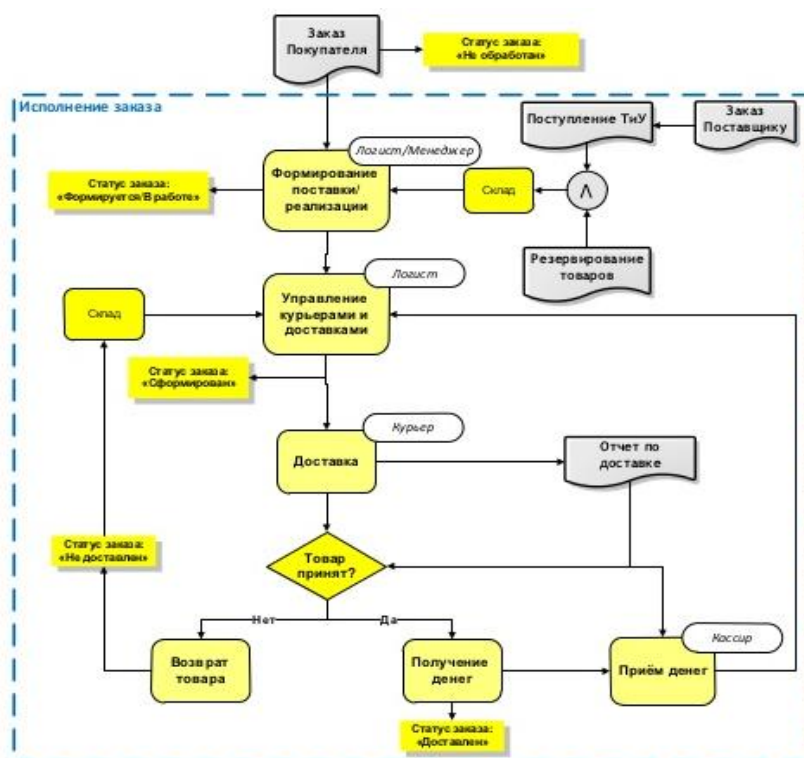 Заказ
Покупателя
Статус заказа:
«Не обработан»
Исполнение заказа
Поступление ТиУ
Заказ
Поставщику
Логист/Менеджер
Формирование
поставки/
реализации
Статус заказа:
«Формируется/В работе»
Склад
Λ
Резервирование
товаров
Логист
Управление
курьерами и
доставками
Склад
Статус заказа:
«Сформирован»
Курьер
Доставка
Отчет по
доставке
Статус заказа:
«Не доставлен»
Товар
принят?
Нет
Да
Возврат
товара
Получение
денег
Кассир
Приём денег
Статус заказа:
«Доставлен»